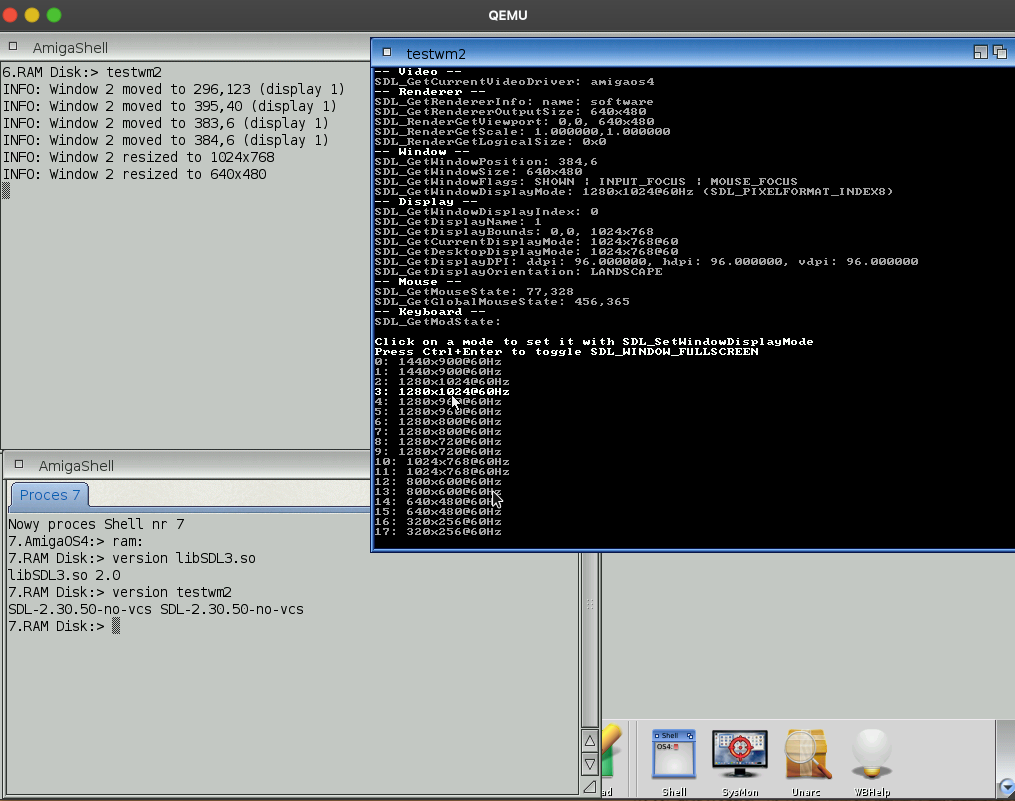 QEMU
AmigaShell
6.RAM Disk:> testwm2
INFO: Window 2 moved to 296,123 (display 1)
INFO: Window 2 moved to 395,40 (display 1)
INFO: Window 2 moved to 383,6 (display 1)
INFO: Window 2 moved to 384,6 (display 1)
INFO: Window 2 resized to 1024x768
INFO: Window 2 resized to 640x480
testwm2
-- Video --
SDL_GetCurrentVideoDriver: amigaos4
-- Renderer --
SDL_GetRendererInfo: name: software
SDL_GetRendererOutputSize: 640x480
SDL_RenderGetViewport: 0,0, 640x480
SDL_RenderGetScale: 1.000000,1.000000
SDL_RenderGetLogicalSize: 0x0
-- Window --
SDL_GetWindowPosition: 384,6
SDL_GetWindowSize: 640x480
SDL_GetWindowFlags: SHOWN | INPUT_FOCUS | MOUSE_FOCUS
SDL_GetWindowDisplayMode: 1280x1024@60Hz (SDL_PIXELFORMAT_INDEX8)
-- Display --
SDL_GetWindowDisplayIndex: 0
SDL_GetDisplayName: 1
SDL_GetDisplayBounds: 0,0, 1024x768
SDL_GetCurrentDisplayMode: 1024x768@60
SDL_GetDesktopDisplayMode: 1024x768@60
SDL_GetDisplayDPI: ddpi: 96.000000, hdpi: 96.000000, vdpi: 96.000000
SDL_GetDisplayOrientation: LANDSCAPE
-- Mouse --
SDL_GetMouseState: 77,328
SDL_GetGlobalMouseState: 456,365
-- Keyboard --
SDL_GetModState:
Click on a mode to set it with SDL_SetWindowDisplayMode
Press Ctrl+Enter to toggle SDL_WINDOW_FULLSCREEN
0: 1440x900@60Hz
1: 1440x900@60Hz
2: 1280x1024@60Hz
3: 1280x1024@60Hz
4: 1280x960@60Hz
5: 1280x960@60Hz
6: 1280x800@60Hz
7: 1280x800@60Hz
8: 1280x720@60Hz
9: 1280x720@60Hz
10: 1024x768@60Hz
11: 1024x768@60Hz
12: 800x600@60Hz
13: 800x600@60Hz
14: 640x480@60Hz
15: 640x480@60Hz
16: 320x256@60Hz
17: 320x256@60Hz
AmigaShell
Proces 7
Nowy proces Shell nr 7
7.AmigaOS4:> ram:
7.RAM Disk:> version libSDL3.so
libSDL3.so 2.0
7.RAM Disk:> version testwm2
SDL-2.30.50-no-vcs SDL-2.30.50-no-vcs
7.RAM Disk:>
Shell
OS4:
ad Shell SysMon Unarc WBHelp